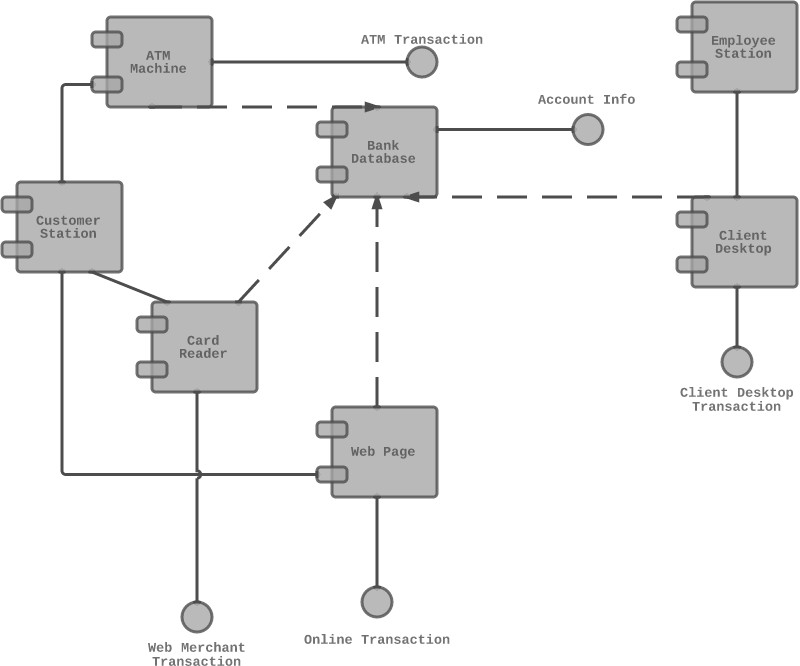 ATM Transaction
Employee
Station
ATM
Machine
Account Info
Bank
Database
Customer
Station
Client
Desktop
Card
Reader
Client Desktop
Transaction
Web Page
Online Transaction
Web Merchant
Transaction